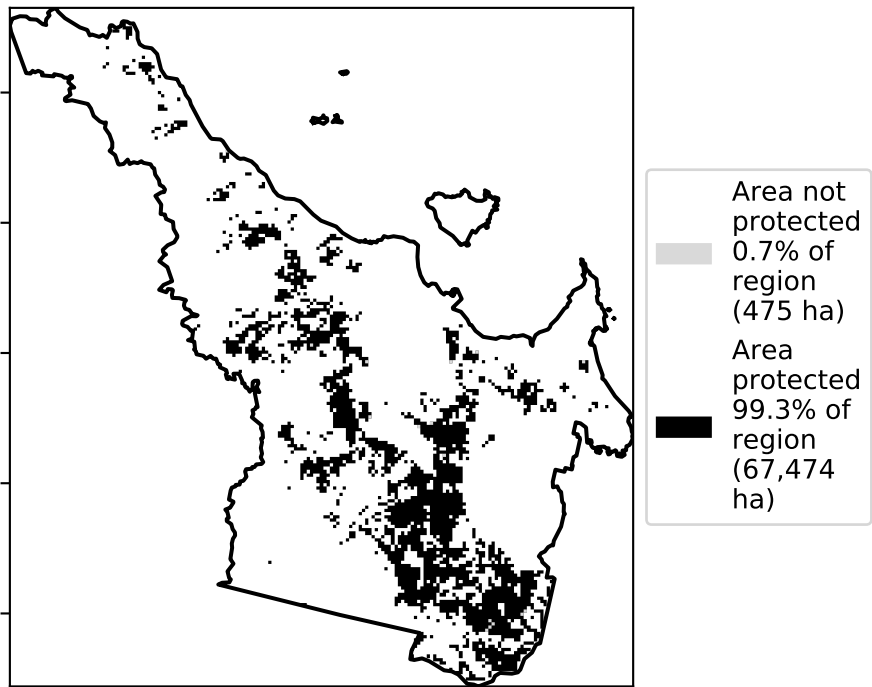 Area not
protected
0.7% of
region
(475 ha)
Area
protected
99.3% of
region
(67,474
ha)